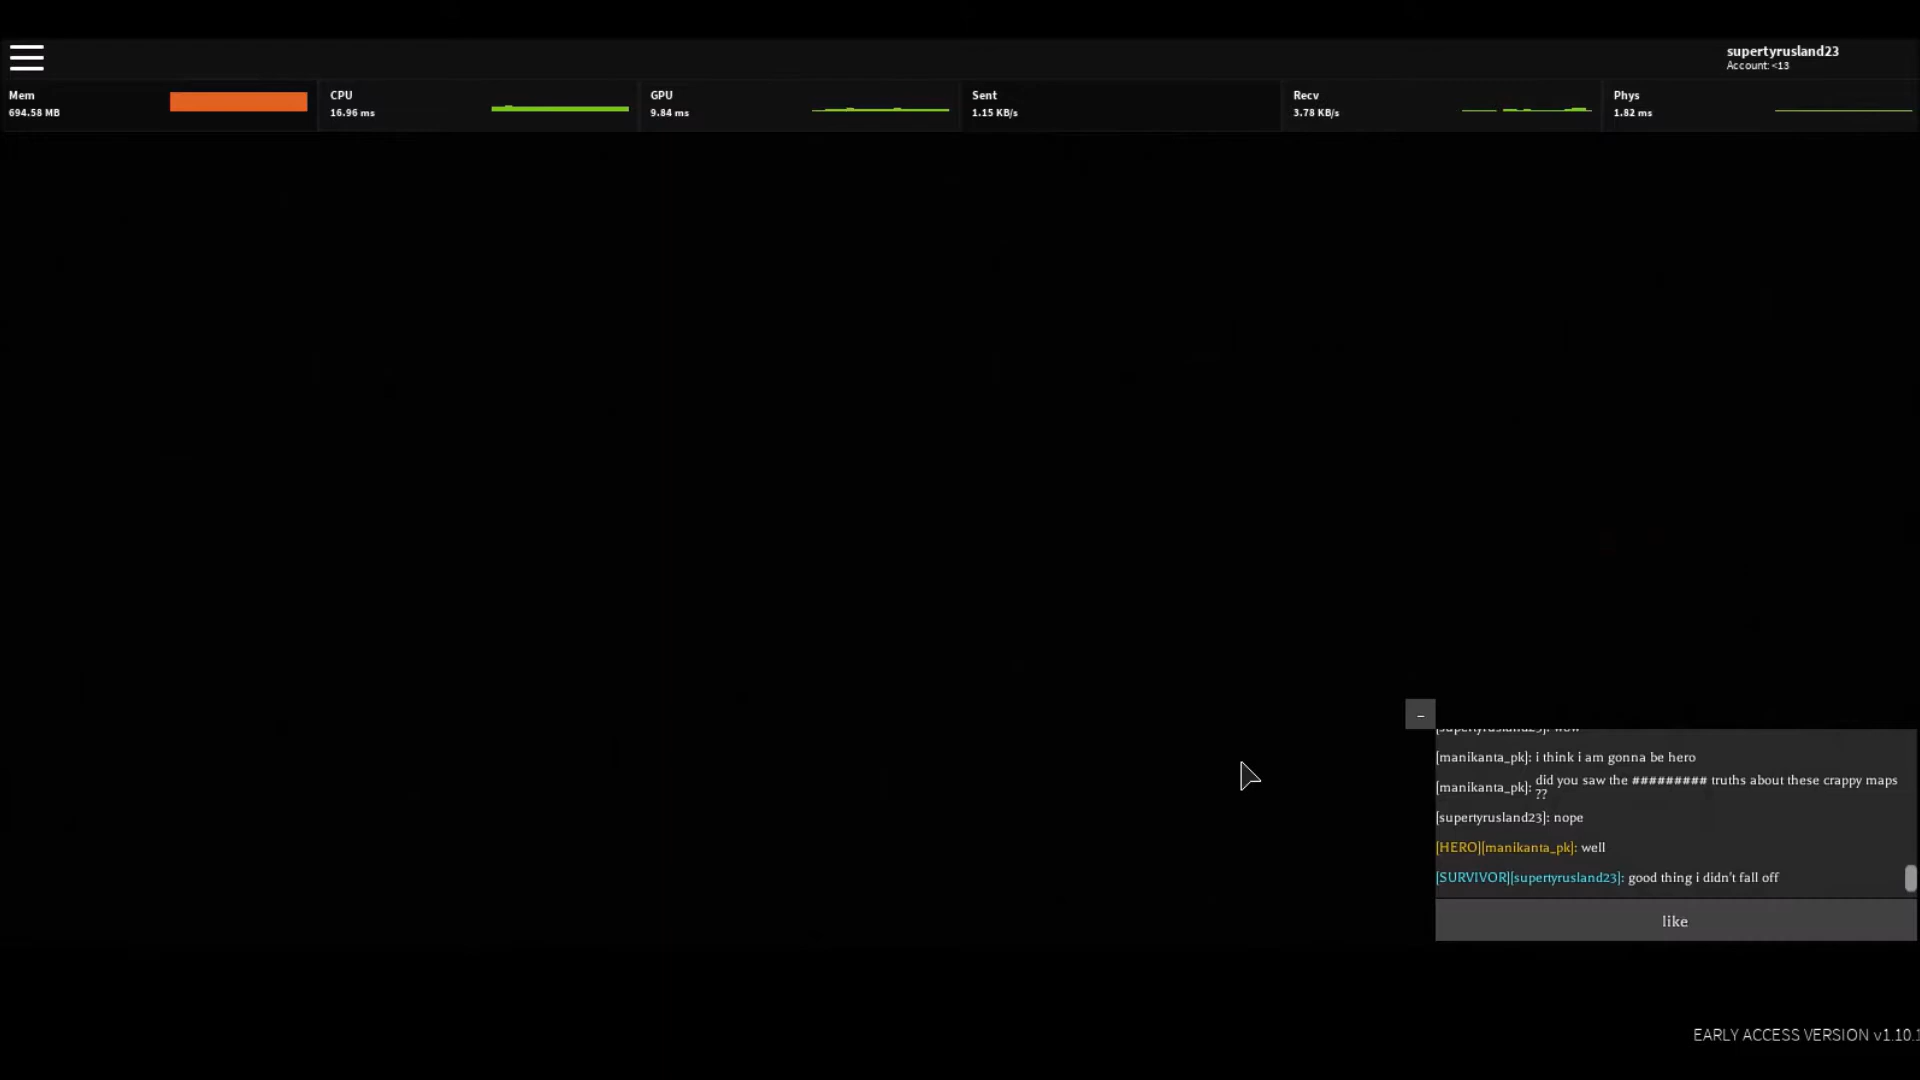 supertyrusland23
Account: <13
Mem
694.58 MB
CPU
16.96 ms
GPU
9.84 ms
Sent
1.15 KB/s
Recv
3.78 KB/s
Phys
1.82 ms
–
[supertyrusland23]: wow
[manikanta_pk]: i think i am gonna be hero
[manikanta_pk]: did you saw the ######### truths about these crappy maps
??
[supertyrusland23]: nope
[HERO][manikanta_pk]: well
[SURVIVOR][supertyrusland23]: good thing i didn't fall off
like
EARLY ACCESS VERSION v1.10.1